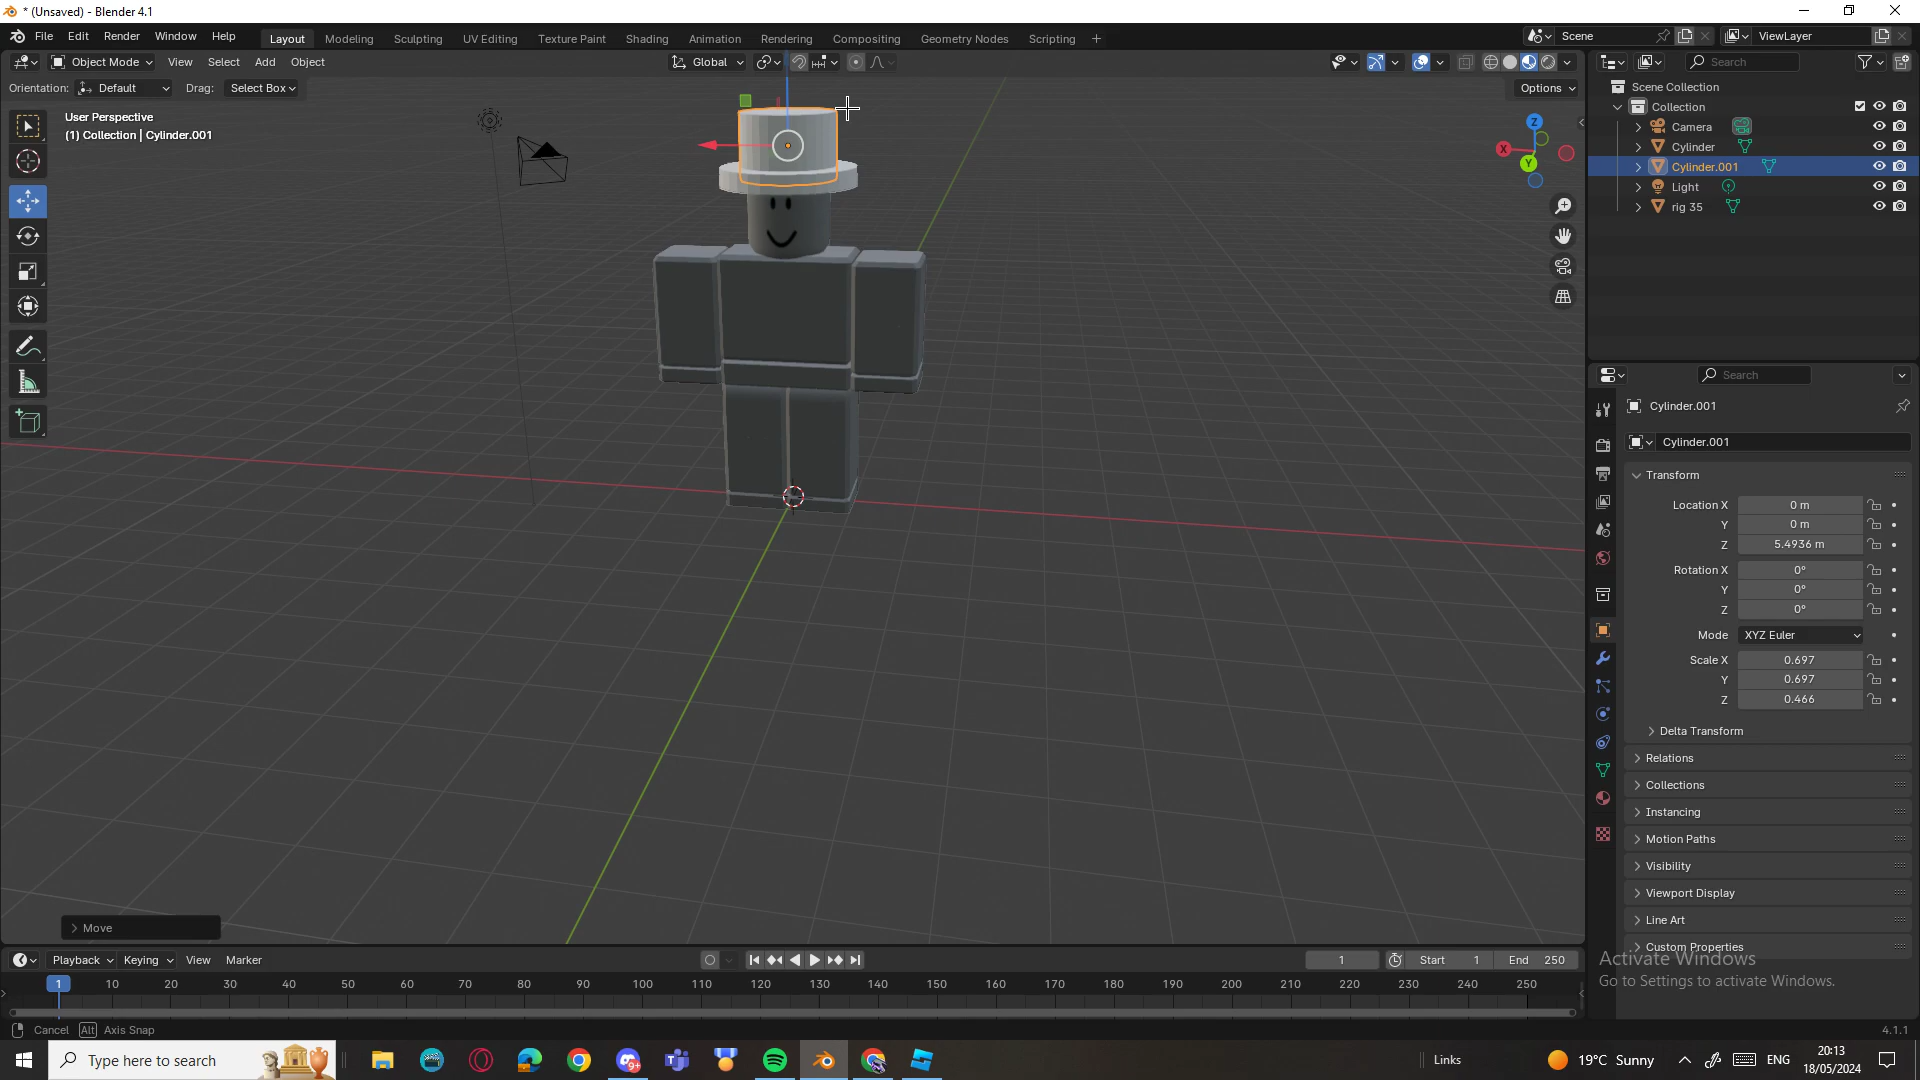 * (Unsaved) - Blender 4.1
File Edit Render Window Help
Layout Modeling Sculpting UV Editing Texture Paint Shading Animation Rendering Compositing Geometry Nodes Scripting +
Scene
ViewLayer
Object Mode View Select Add Object
Global
Search
Orientation: Default Drag: Select Box
Options
User Perspective
(1) Collection | Cylinder.001
Scene Collection
Collection
Camera
Cylinder
Cylinder.001
Light
rig 35
Z
X
Y
Search
Cylinder.001
Cylinder.001
Transform
Location X 0 m
Y 0 m
Z 5.4936 m
Rotation X 0°
Y 0°
Z 0°
Mode XYZ Euler
Scale X 0.697
Y 0.697
Z 0.466
Delta Transform
Relations
Collections
Instancing
Motion Paths
Visibility
Viewport Display
Line Art
Custom Properties
Activate Windows
Go to Settings to activate Windows.
Move
Playback Keying View Marker
1 Start 1 End 250
1 10 20 30 40 50 60 70 80 90 100 110 120 130 140 150 160 170 180 190 200 210 220 230 240 250
Cancel Alt Axis Snap
4.1.1
Type here to search
9+
Links
19°C Sunny
ENG
20:13
18/05/2024